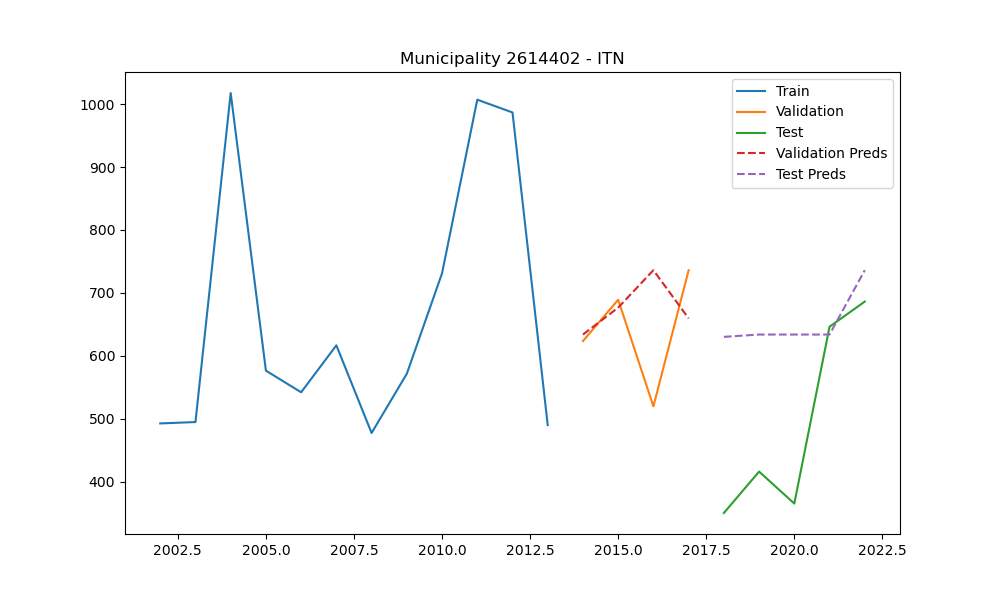 Municipality 2614402 - ITN
Train
Validation
Test
Validation Preds
Test Preds
1000
900
800
700
600
500
400
2002.5 2005.0 2007.5 2010.0 2012.5 2015.0 2017.5 2020.0 2022.5